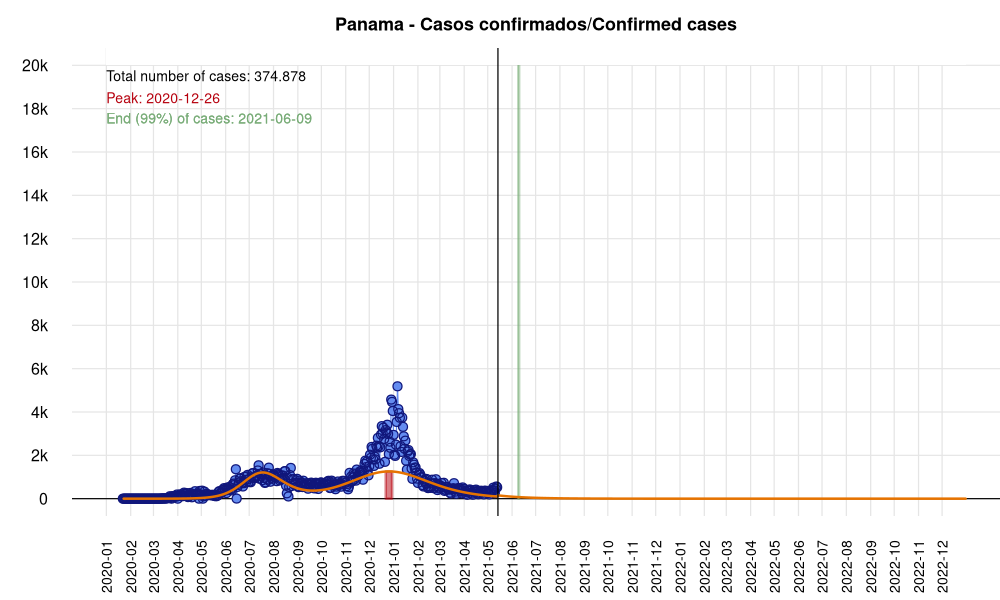 Panama - Casos confirmados/Confirmed cases
Total number of cases: 374.878
Peak: 2020-12-26
End (99%) of cases: 2021-06-09
20k
18k
16k
14k
12k
10k
8k
6k
4k
2k
0
2020-01
2020-02
2020-03
2020-04
2020-05
2020-06
2020-07
2020-08
2020-09
2020-10
2020-11
2020-12
2021-01
2021-02
2021-03
2021-04
2021-05
2021-06
2021-07
2021-08
2021-09
2021-10
2021-11
2021-12
2022-01
2022-02
2022-03
2022-04
2022-05
2022-06
2022-07
2022-08
2022-09
2022-10
2022-11
2022-12